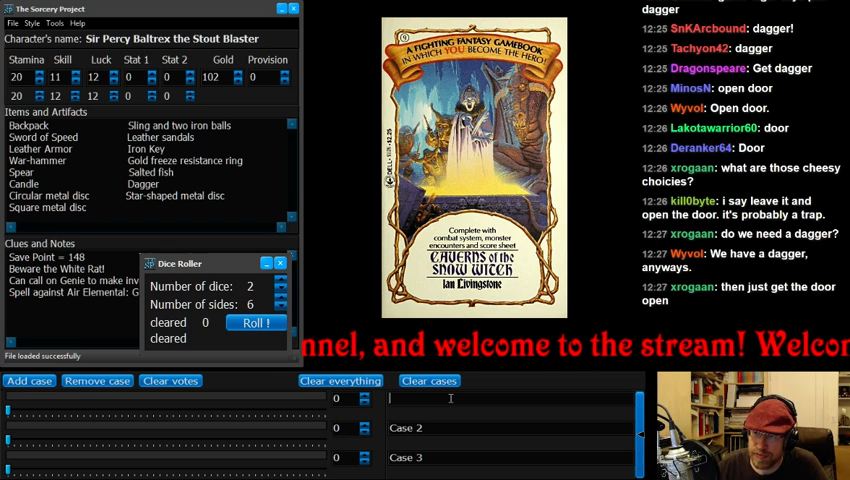 The Sorcery Project
File Style Tools Help
Character's name: Sir Percy Baltrex the Stout Blaster
Stamina Skill Luck Stat 1 Stat 2 Gold Provision
20 11 12 0 0 102 0
20 12 12 0 0
Items and Artifacts
Backpack Sling and two iron balls
Sword of Speed Leather sandals
Leather Armor Iron Key
War-hammer Gold freeze resistance ring
Spear Salted fish
Candle Dagger
Circular metal disc Star-shaped metal disc
Square metal disc
Clues and Notes
Save Point = 148
Beware the White Rat!
Can call on Genie to make inv
Spell against Air Elemental: G
File loaded successfully
Dice Roller
Number of dice: 2
Number of sides: 6
cleared 0 Roll !
cleared
9
A FIGHTING FANTASY GAMEBOOK
IN WHICH YOU BECOME THE HERO!
DELL
$2.25
Complete with
combat system, monster
encounters and score sheet
CAVERNS of the
SNOW WITCH
Ian Livingstone
dagger
12:25 SnKArcbound: dagger!
12:25 Tachyon42: dagger
12:25 Dragonspeare: Get dagger
12:25 MinosN: open door
12:26 Wyvol: Open door.
12:26 Lakotawarrior60: door
12:26 Deranker64: Door
12:26 xrogaan: what are those cheesy
choicies?
12:26 kill0byte: i say leave it and
open the door. it's probably a trap.
12:27 xrogaan: do we need a dagger?
12:27 Wyvol: We have a dagger,
anyways.
12:27 xrogaan: then just get the door
open
nnel, and welcome to the stream! Welcor
Add case Remove case Clear votes Clear everything Clear cases
0
0 Case 2
0 Case 3